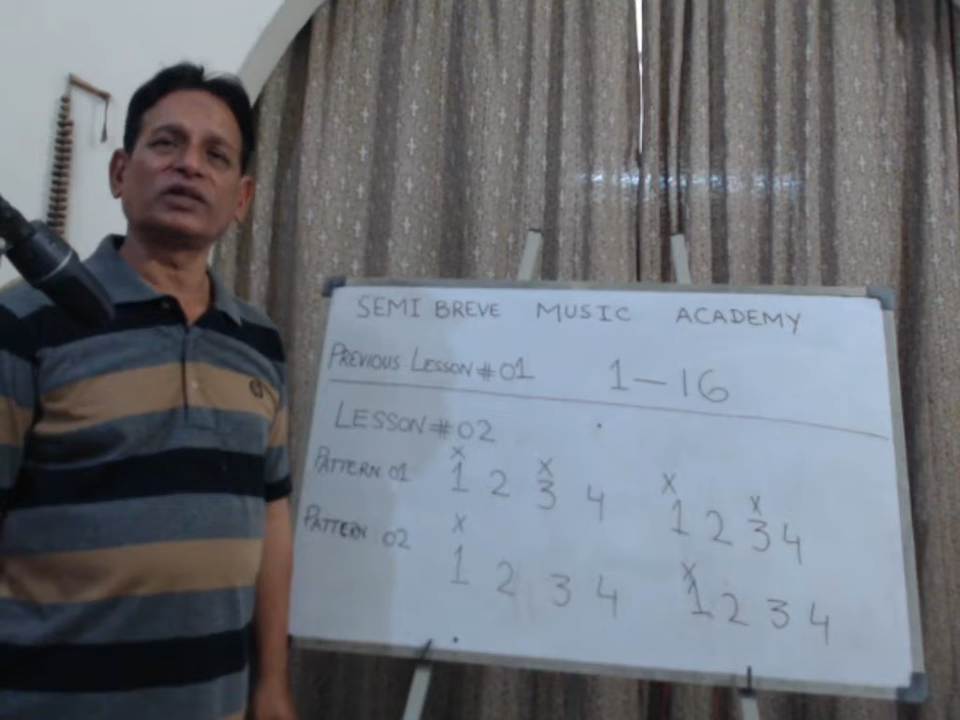 SEMI BREVE MUSIC ACADEMY
PREVIOUS LESSON # 01 1—16
LESSON # 02
x x x x
PATTERN 01 1 2 3 4 1 2 3 4
x x
PATTERN 02 1 2 3 4 1 2 3 4